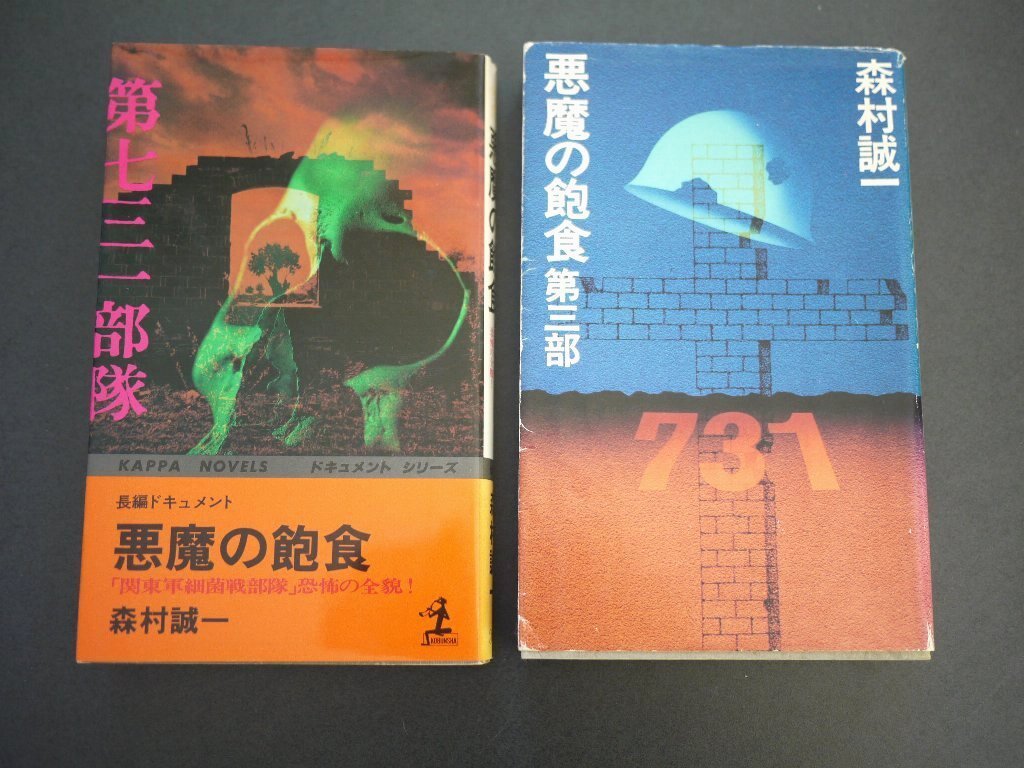 第七三一部隊
KAPPA NOVELS ドキュメント シリーズ
長編ドキュメント
悪魔の飽食
「関東軍細菌戦部隊」恐怖の全貌!
森村誠一
KOBUNSHA
悪魔の飽食 第三部
森村誠一
731